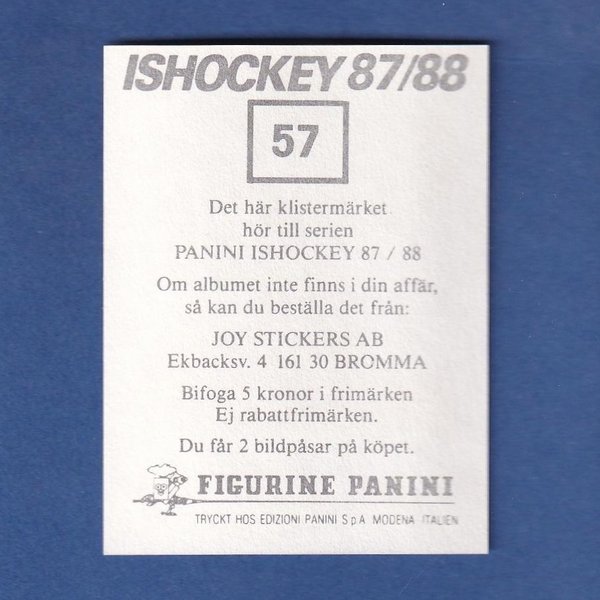 ISHOCKEY 87/88
57
Det här klistermärket
hör till serien
PANINI ISHOCKEY 87 / 88
Om albumet inte finns i din affär,
så kan du beställa det från:
JOY STICKERS AB
Ekbacksv. 4 161 30 BROMMA
Bifoga 5 kronor i frimärken
Ej rabattfrimärken.
Du får 2 bildpåsar på köpet.
FIGURINE PANINI
TRYCKT HOS EDIZIONI PANINI S.p.A. MODENA - ITALIEN